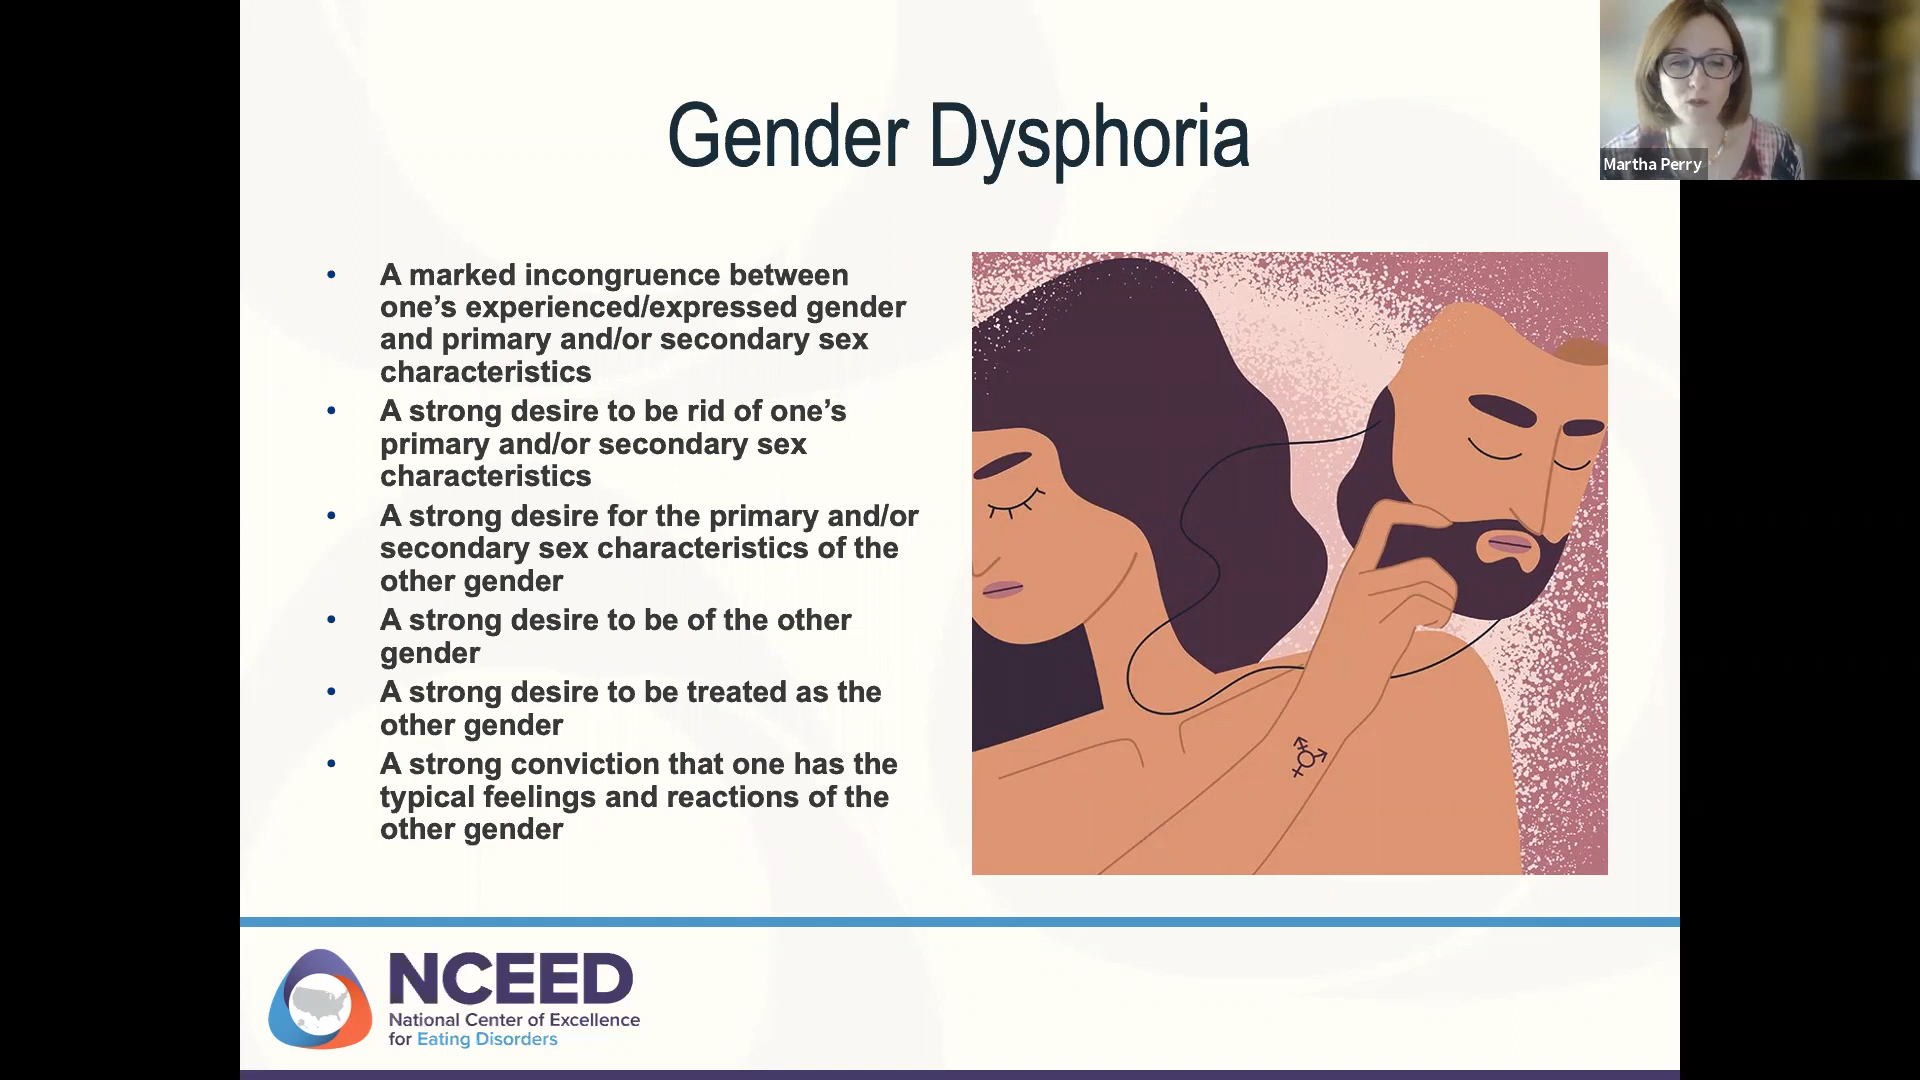 Gender Dysphoria
Martha Perry
• A marked incongruence between
one’s experienced/expressed gender
and primary and/or secondary sex
characteristics
• A strong desire to be rid of one’s
primary and/or secondary sex
characteristics
• A strong desire for the primary and/or
secondary sex characteristics of the
other gender
• A strong desire to be of the other
gender
• A strong desire to be treated as the
other gender
• A strong conviction that one has the
typical feelings and reactions of the
other gender
NCEED
National Center of Excellence
for Eating Disorders